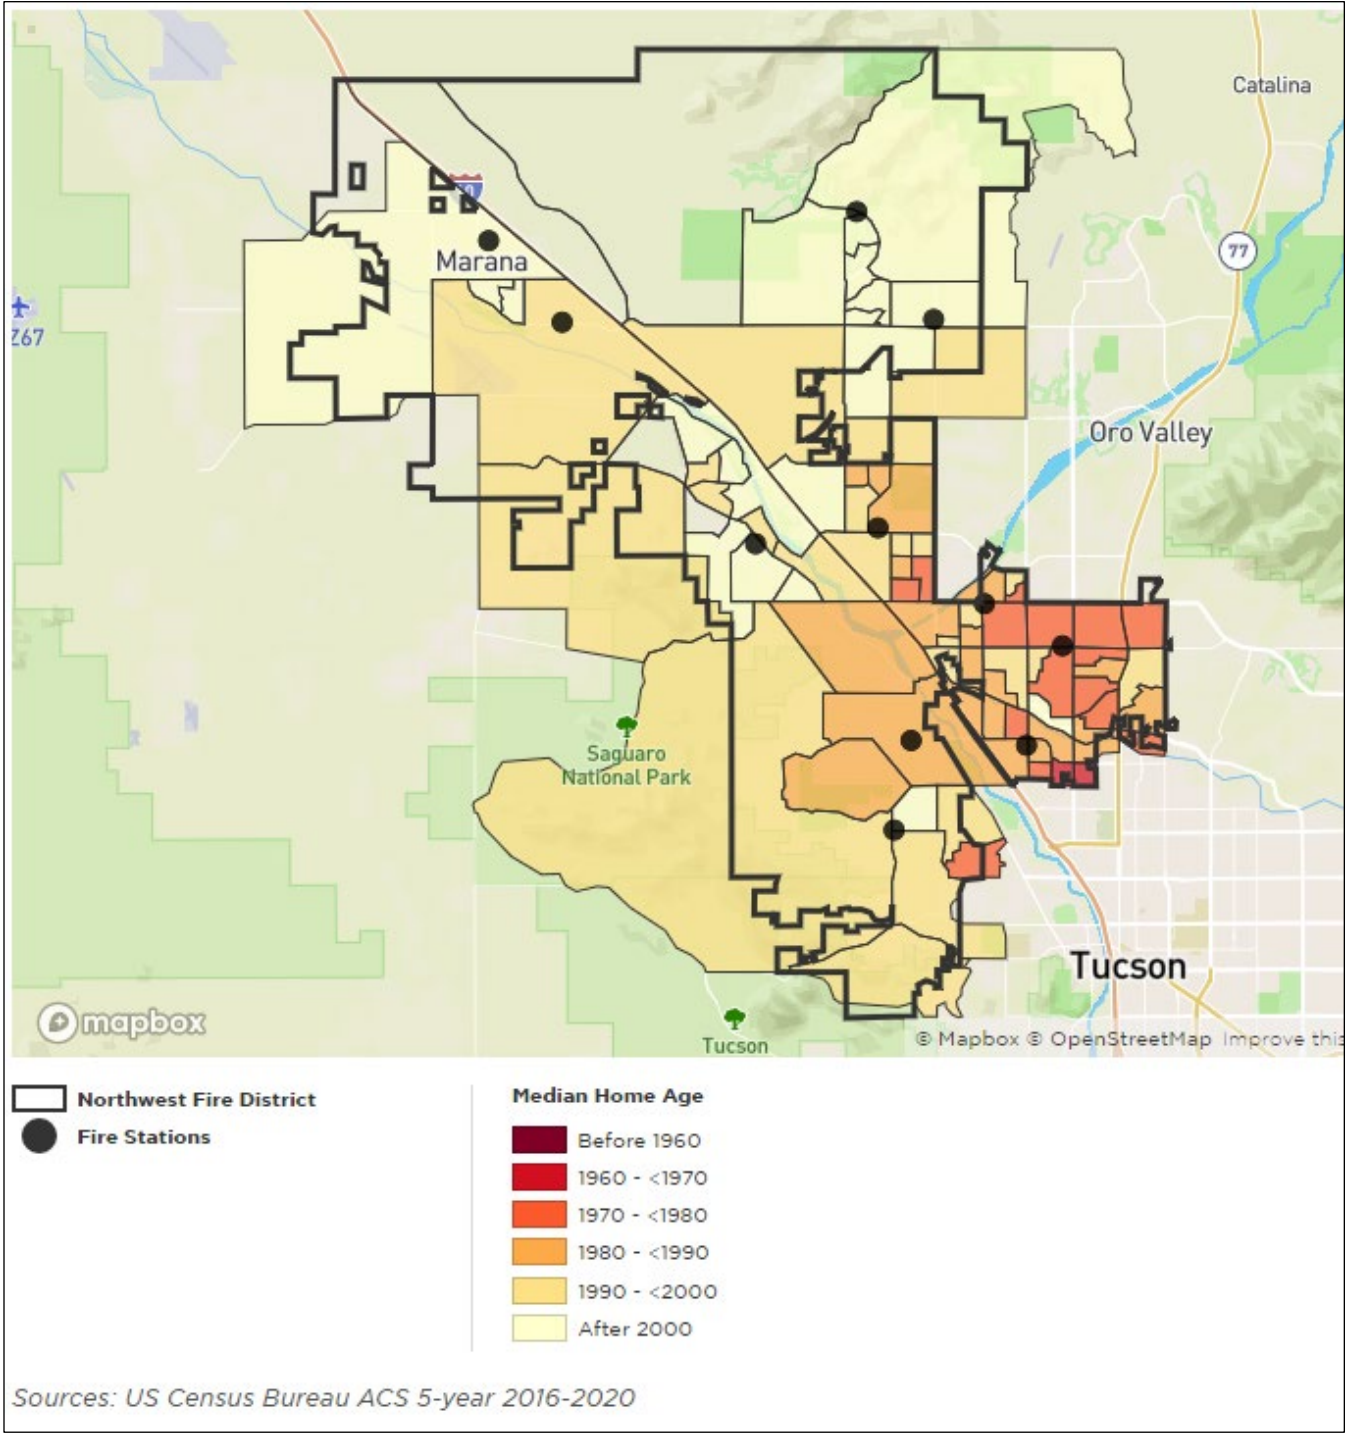 Catalina
10
77
Marana
Z67
Oro Valley
Saguaro
National Park
Tucson
mapbox
Tucson
© Mapbox © OpenStreetMap Improve this
Northwest Fire District
Fire Stations
Median Home Age
Before 1960
1960 - <1970
1970 - <1980
1980 - <1990
1990 - <2000
After 2000
Sources: US Census Bureau ACS 5-year 2016-2020